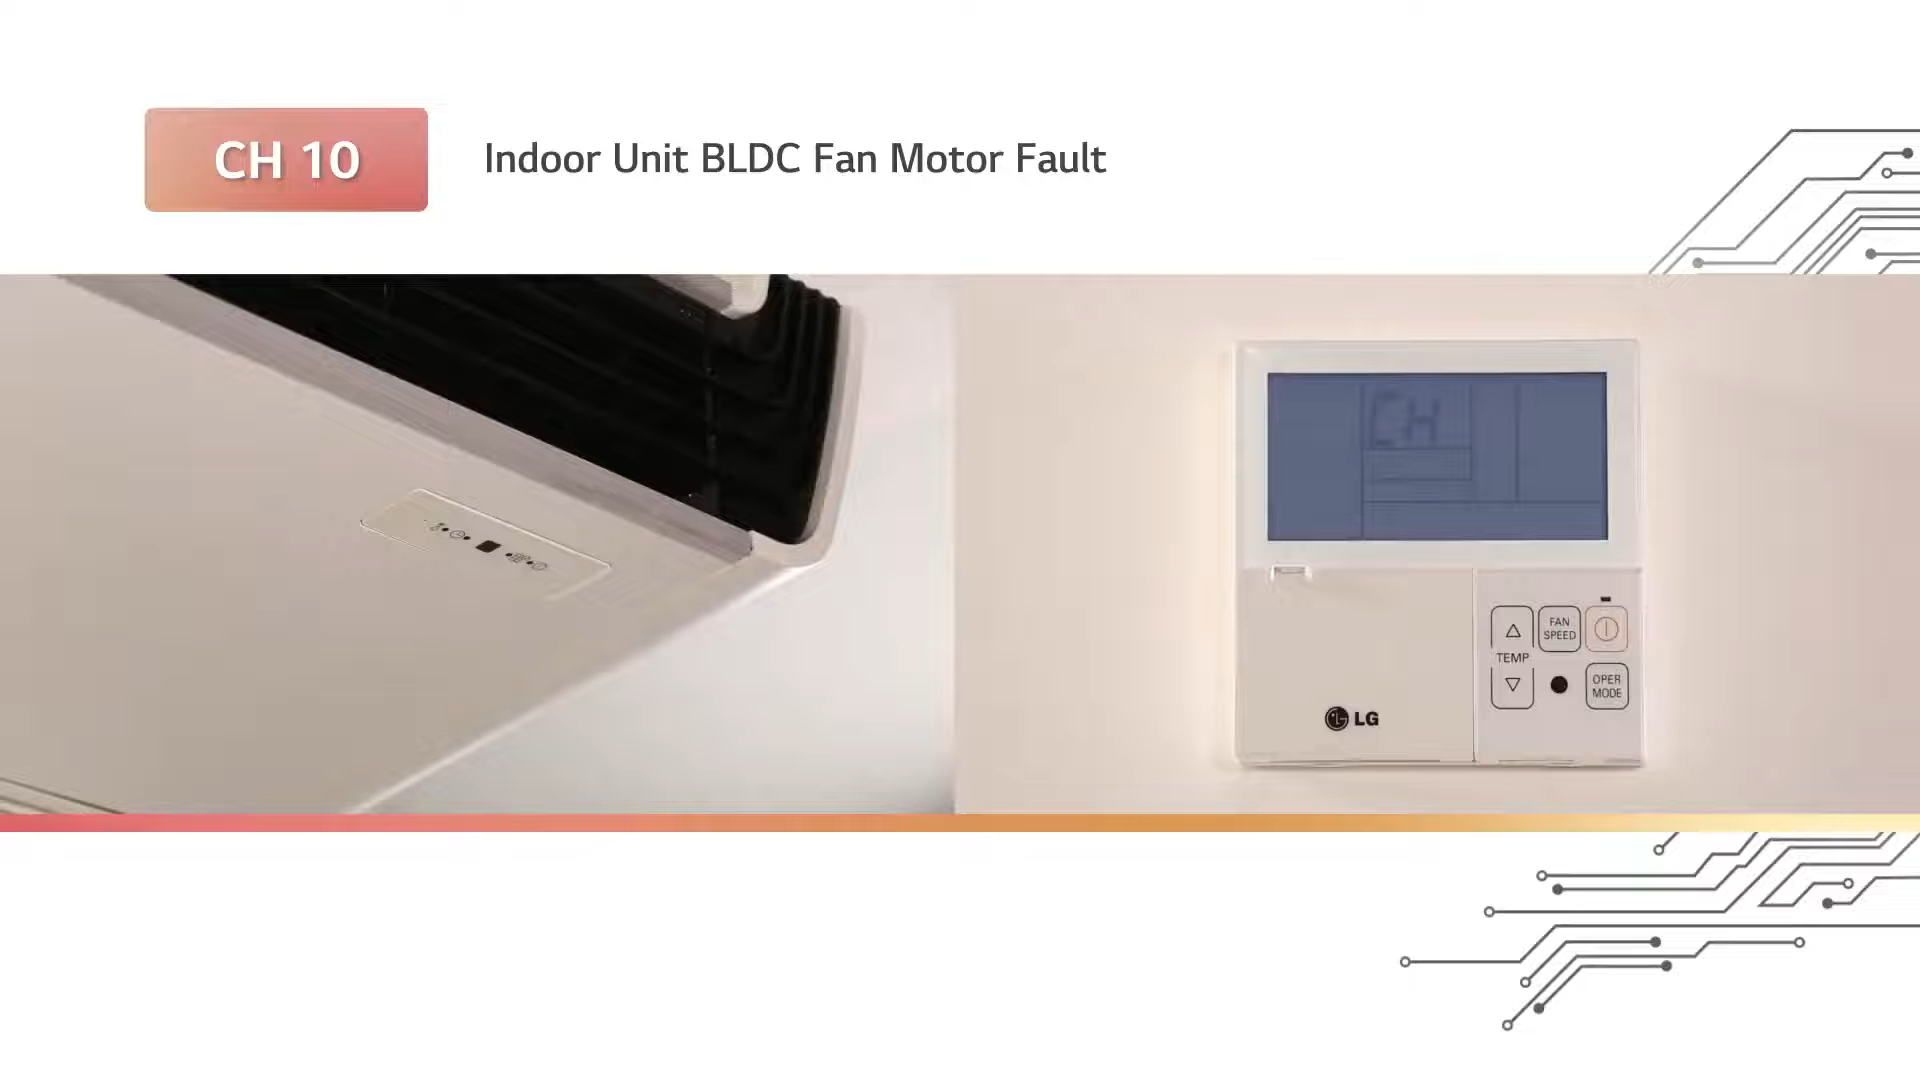 CH 10
Indoor Unit BLDC Fan Motor Fault
CH
FAN
SPEED
TEMP
OPER
MODE
LG